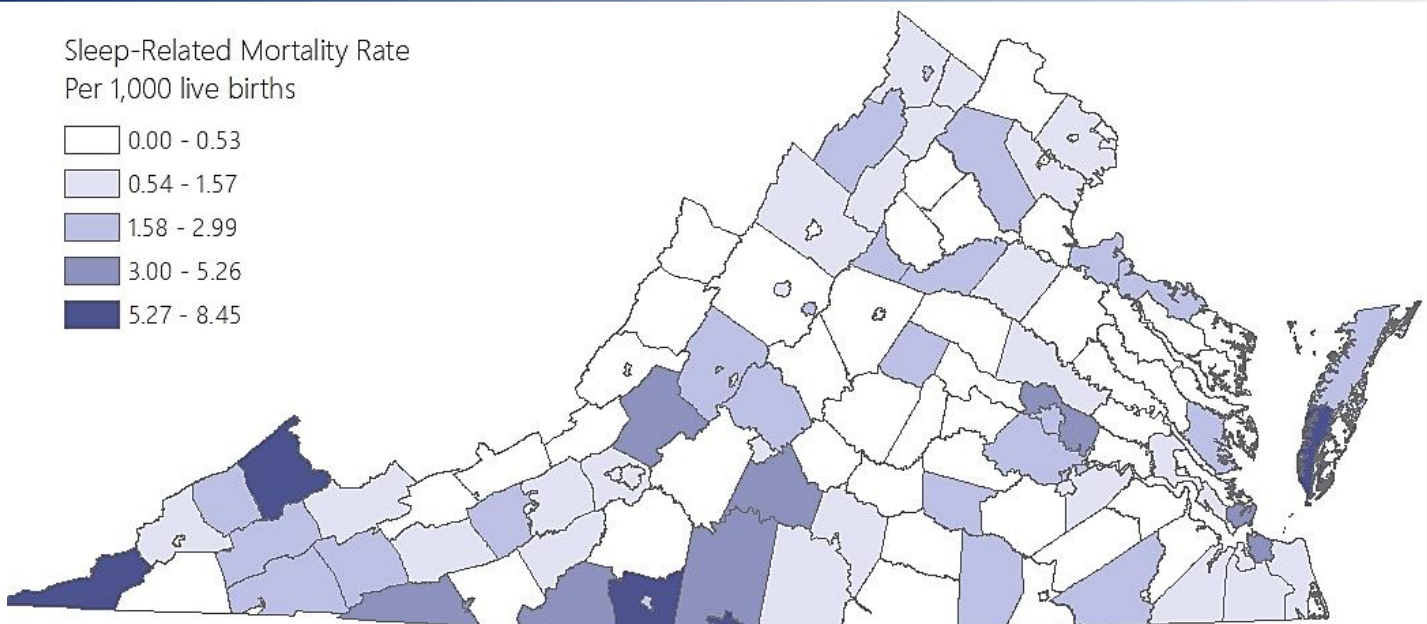 Sleep-Related Mortality Rate
Per 1,000 live births
0.00 - 0.53
0.54 - 1.57
1.58 - 2.99
3.00 - 5.26
5.27 - 8.45